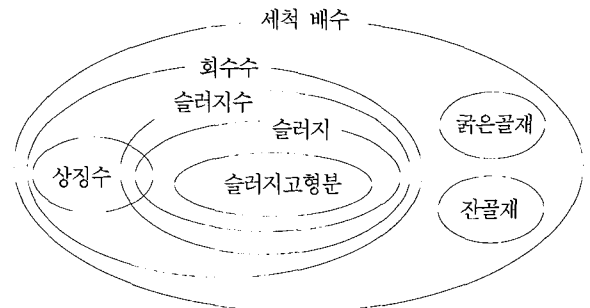 세척 배수
회수수
슬러지수
슬러지
굵은골재
상징수
슬러지고형분
잔골재